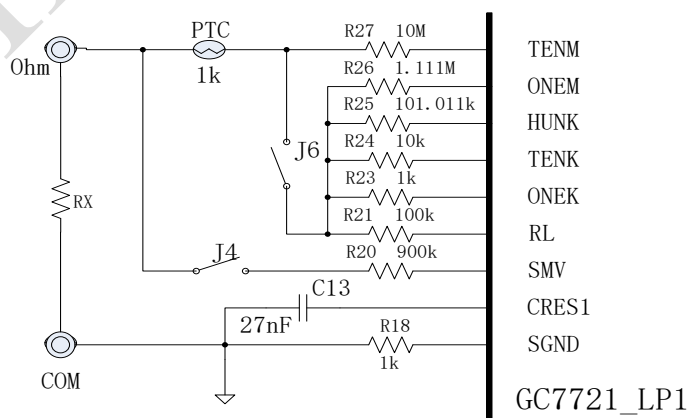 PTC
1k
Ohm
RX
COM
R27 10M
R26 1.111M
R25 101.011k
R24 10k
R23 1k
R21 100k
R20 900k
J6
J4
C13
27nF
R18
1k
TENM
ONEM
HUNK
TENK
ONEK
RL
SMV
CRES1
SGND
GC7721_LP1